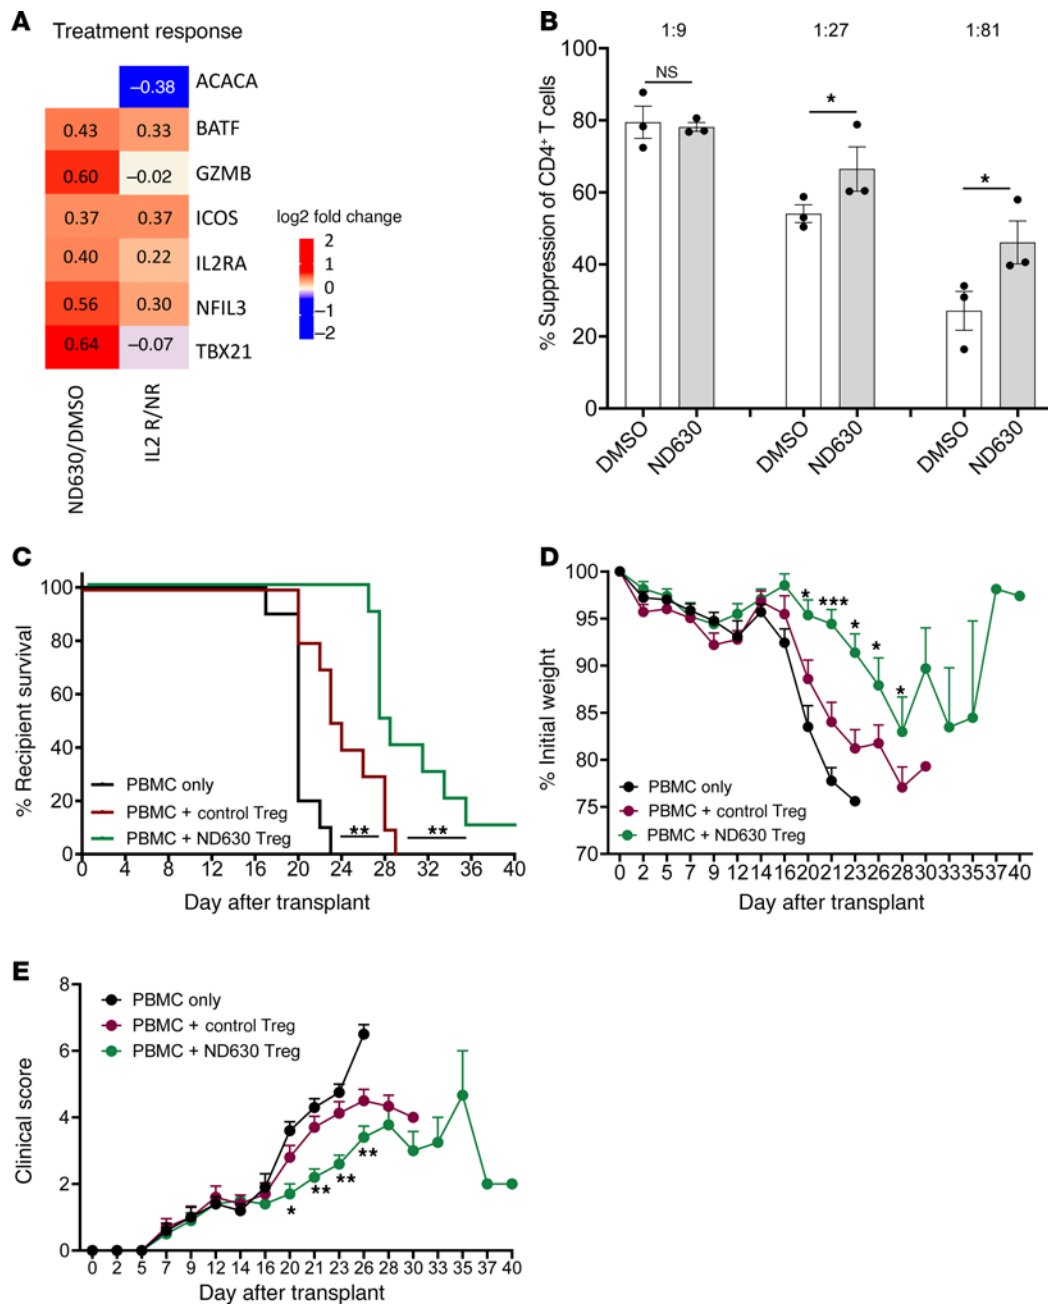 A
Treatment response
−0.38 ACACA
0.43 0.33 BATF
0.60 −0.02 GZMB
0.37 0.37 ICOS
0.40 0.22 IL2RA
0.56 0.30 NFIL3
0.64 −0.07 TBX21
ND630/DMSO
IL2 R/NR
log2 fold change
2
1
0
−1
−2
B
1:9 1:27 1:81
% Suppression of CD4+ T cells
100
80
60
40
20
0
NS
*
*
DMSO ND630 DMSO ND630 DMSO ND630
C
% Recipient survival
100
80
60
40
20
0
PBMC only
PBMC + control Treg
PBMC + ND630 Treg
** **
0 4 8 12 16 20 24 28 32 36 40
Day after transplant
D
% Initial weight
100
95
90
85
80
75
70
* *** * * *
PBMC only
PBMC + control Treg
PBMC + ND630 Treg
0 2 5 7 9 12 14 16 20 21 23 26 28 30 33 35 37 40
Day after transplant
E
Clinical score
8
6
4
2
0
PBMC only
PBMC + control Treg
PBMC + ND630 Treg
* ** ** **
0 2 5 7 9 12 14 16 20 21 23 26 28 30 33 35 37 40
Day after transplant